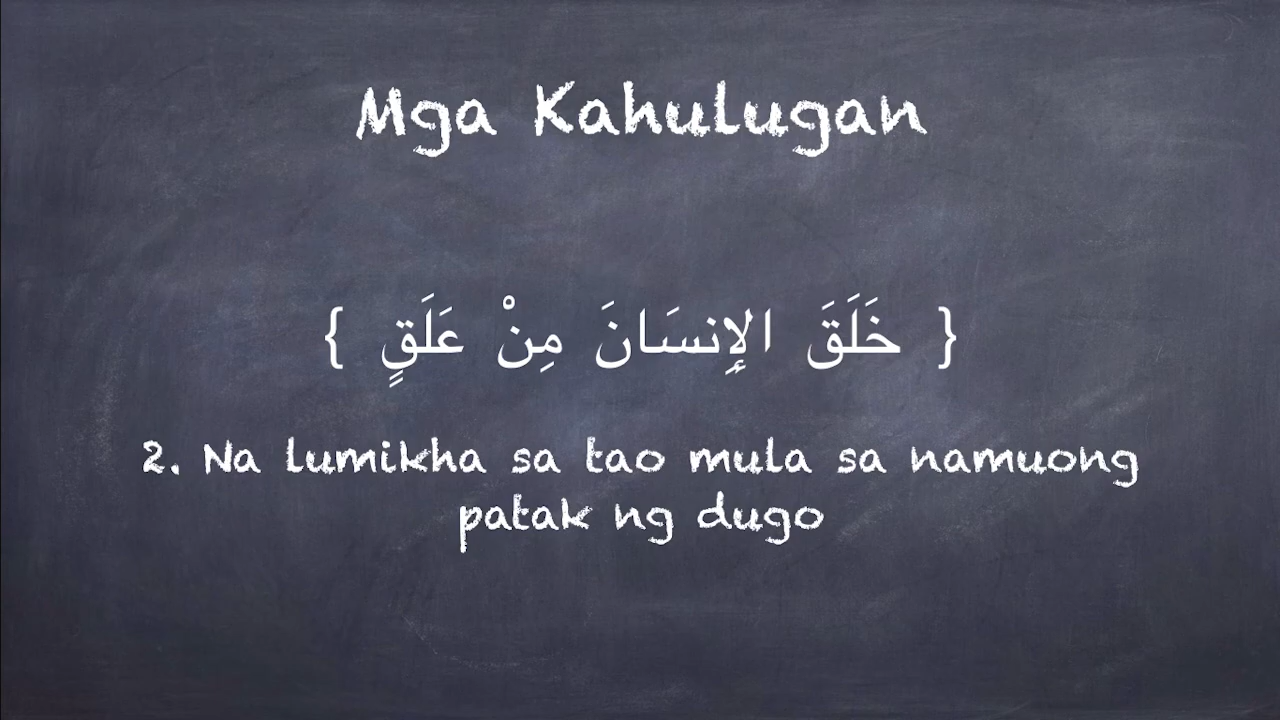 Mga Kahulugan
{ خَلَقَ الإِنسَانَ مِنْ عَلَقٍ }
2. Na lumikha sa tao mula sa namuong
patak ng dugo